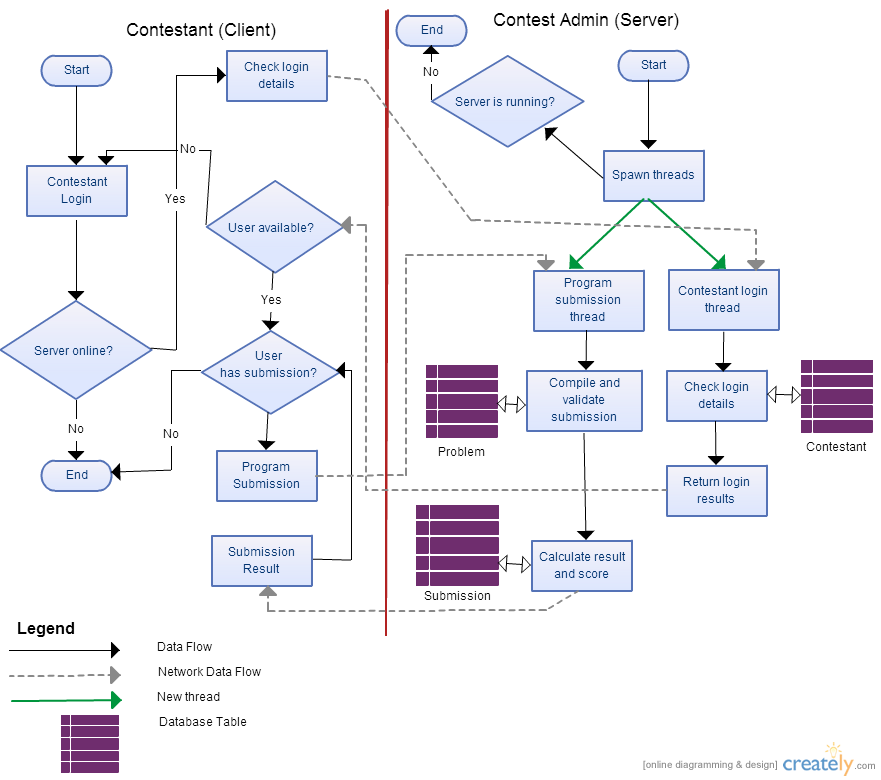 Contestant (Client)
Contest Admin (Server)
Start
Check login
details
End
No
Server is running?
Start
Contestant
Login
No
Yes
User available?
Spawn threads
Yes
Server online?
User
has submission?
No
No
End
Program
Submission
Submission
Result
Program
submission
thread
Contestant login
thread
Compile and
validate
submission
Problem
Check login
details
Contestant
Return login
results
Calculate result
and score
Submission
Legend
Data Flow
Network Data Flow
New thread
Database Table
[online diagramming & design] creately.com